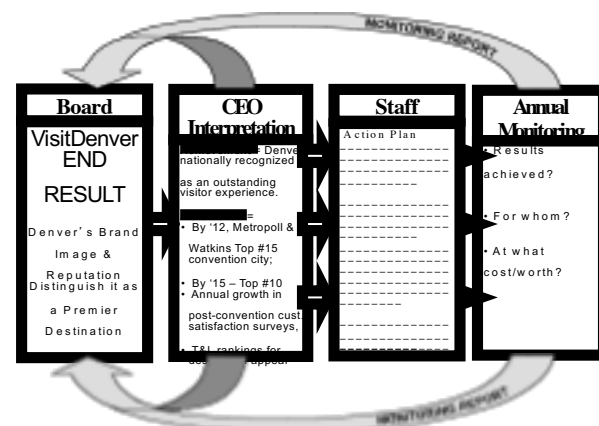 MONITORING REPORT
Board
VisitDenver
END
RESULT
Denver's Brand
Image &
Reputation
Distinguish it as
a Premier
Destination
CEO
Interpretation
= Denver
nationally recognized
as an outstanding
visitor experience.
=
• By '12, Metropoll &
Watkins Top #15
convention city;
• By '15 – Top #10
• Annual growth in
post-convention cust.
satisfaction surveys,
• T&L rankings for
appeal
Staff
Action Plan
Annual
Monitoring
• Results
achieved?
• For whom?
• At what
cost/worth?
MONITORING REPORT